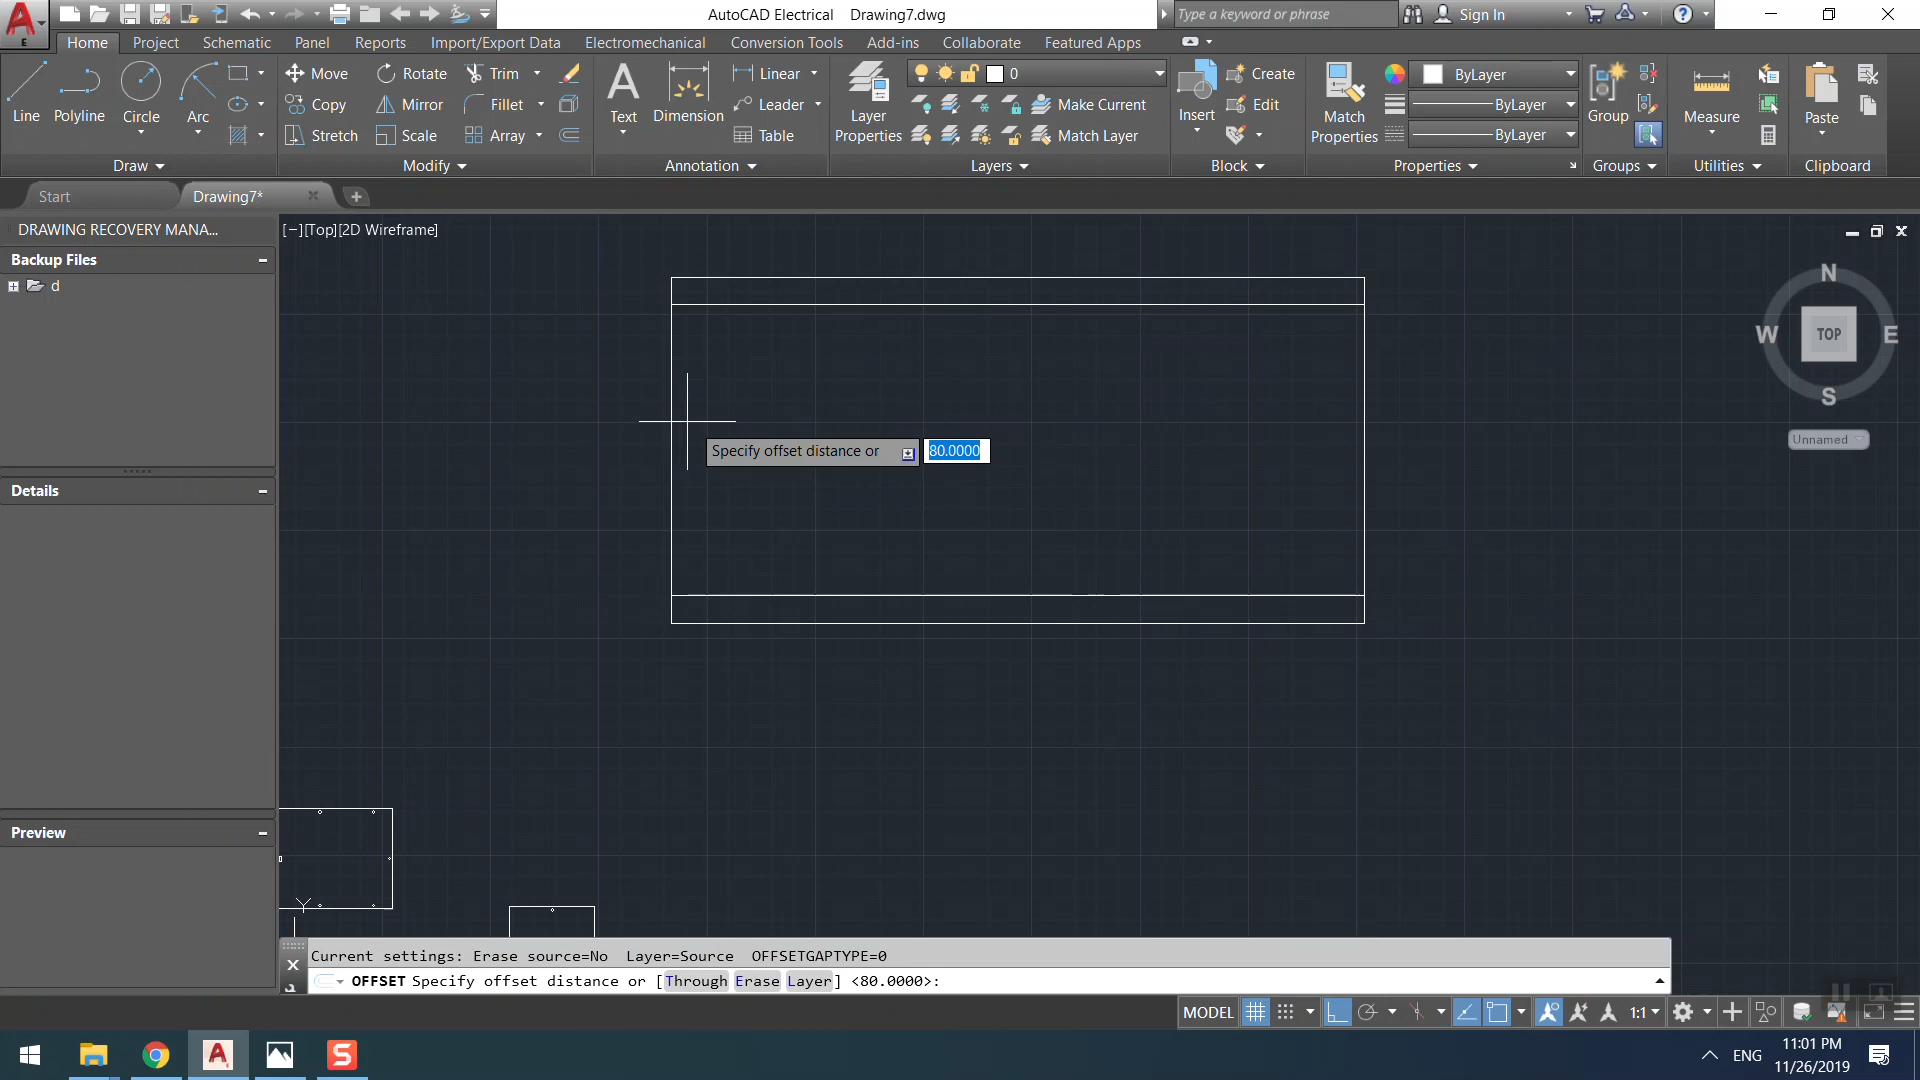 AutoCAD Electrical Drawing7.dwg
Type a keyword or phrase
Sign In
E
Home Project Schematic Panel Reports Import/Export Data Electromechanical Conversion Tools Add-ins Collaborate Featured Apps
Line
Polyline
Circle
Arc
Draw
Move Rotate Trim
Copy Mirror Fillet
Stretch Scale Array
Modify
Text
Dimension
Linear
Leader
Table
Annotation
Layer
Properties
0
Make Current
Match Layer
Layers
Insert
Create
Edit
Block
Match
Properties
ByLayer
ByLayer
ByLayer
Properties
Group
Groups
Measure
Utilities
Paste
Clipboard
Start
Drawing7*
DRAWING RECOVERY MANA...
Backup Files
d
Details
Preview
[−][Top][2D Wireframe]
N
W
TOP
E
S
Unnamed
Specify offset distance or 80.0000
Y
Current settings: Erase source=No Layer=Source OFFSETGAPTYPE=0
OFFSET Specify offset distance or [Through Erase Layer] <80.0000>:
MODEL
1:1
ENG
11:01 PM
11/26/2019